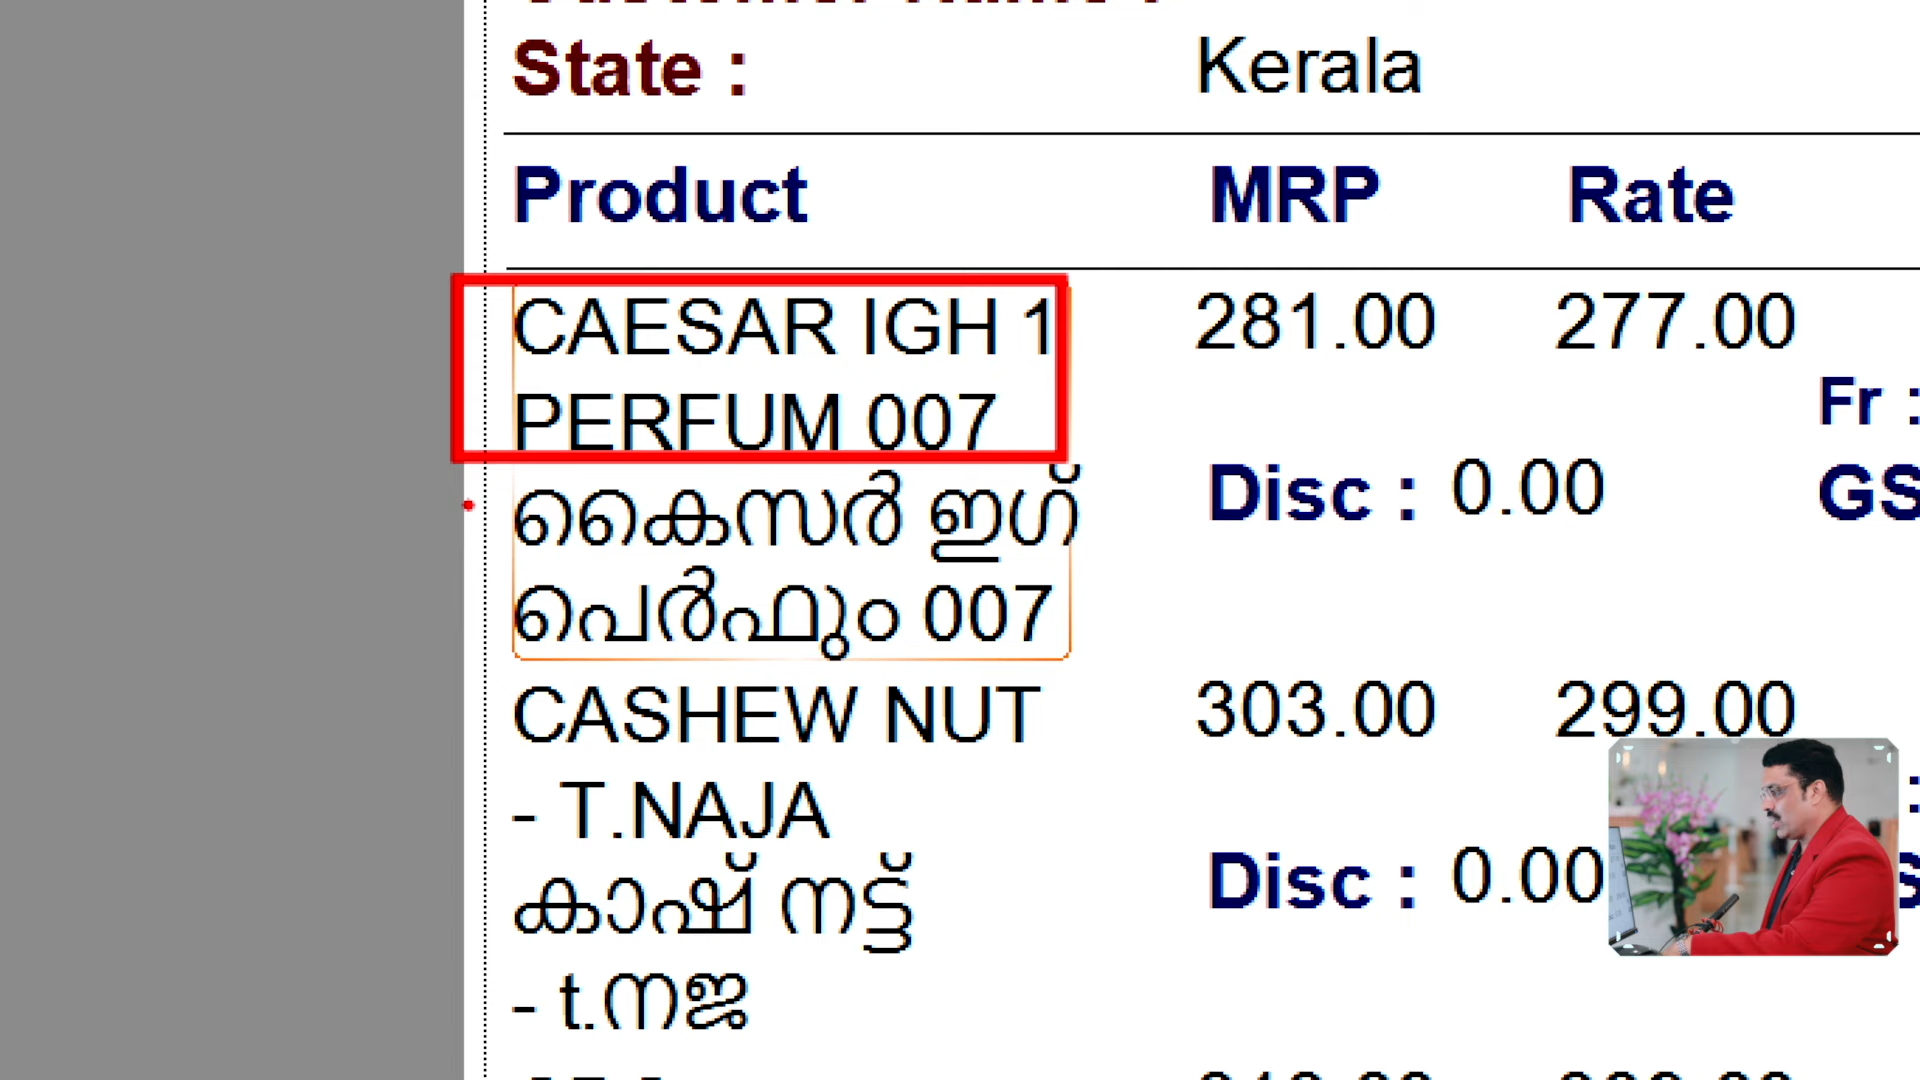 State : Kerala
Product MRP Rate
CAESAR IGH 1 281.00 277.00
PERFUM 007
Fr :
കൈസർ ഇഗ് Disc : 0.00 GS
പെർഫും 007
CASHEW NUT 303.00 299.00
- T.NAJA
കാഷ് നട്ട് Disc : 0.00
- t.നജ